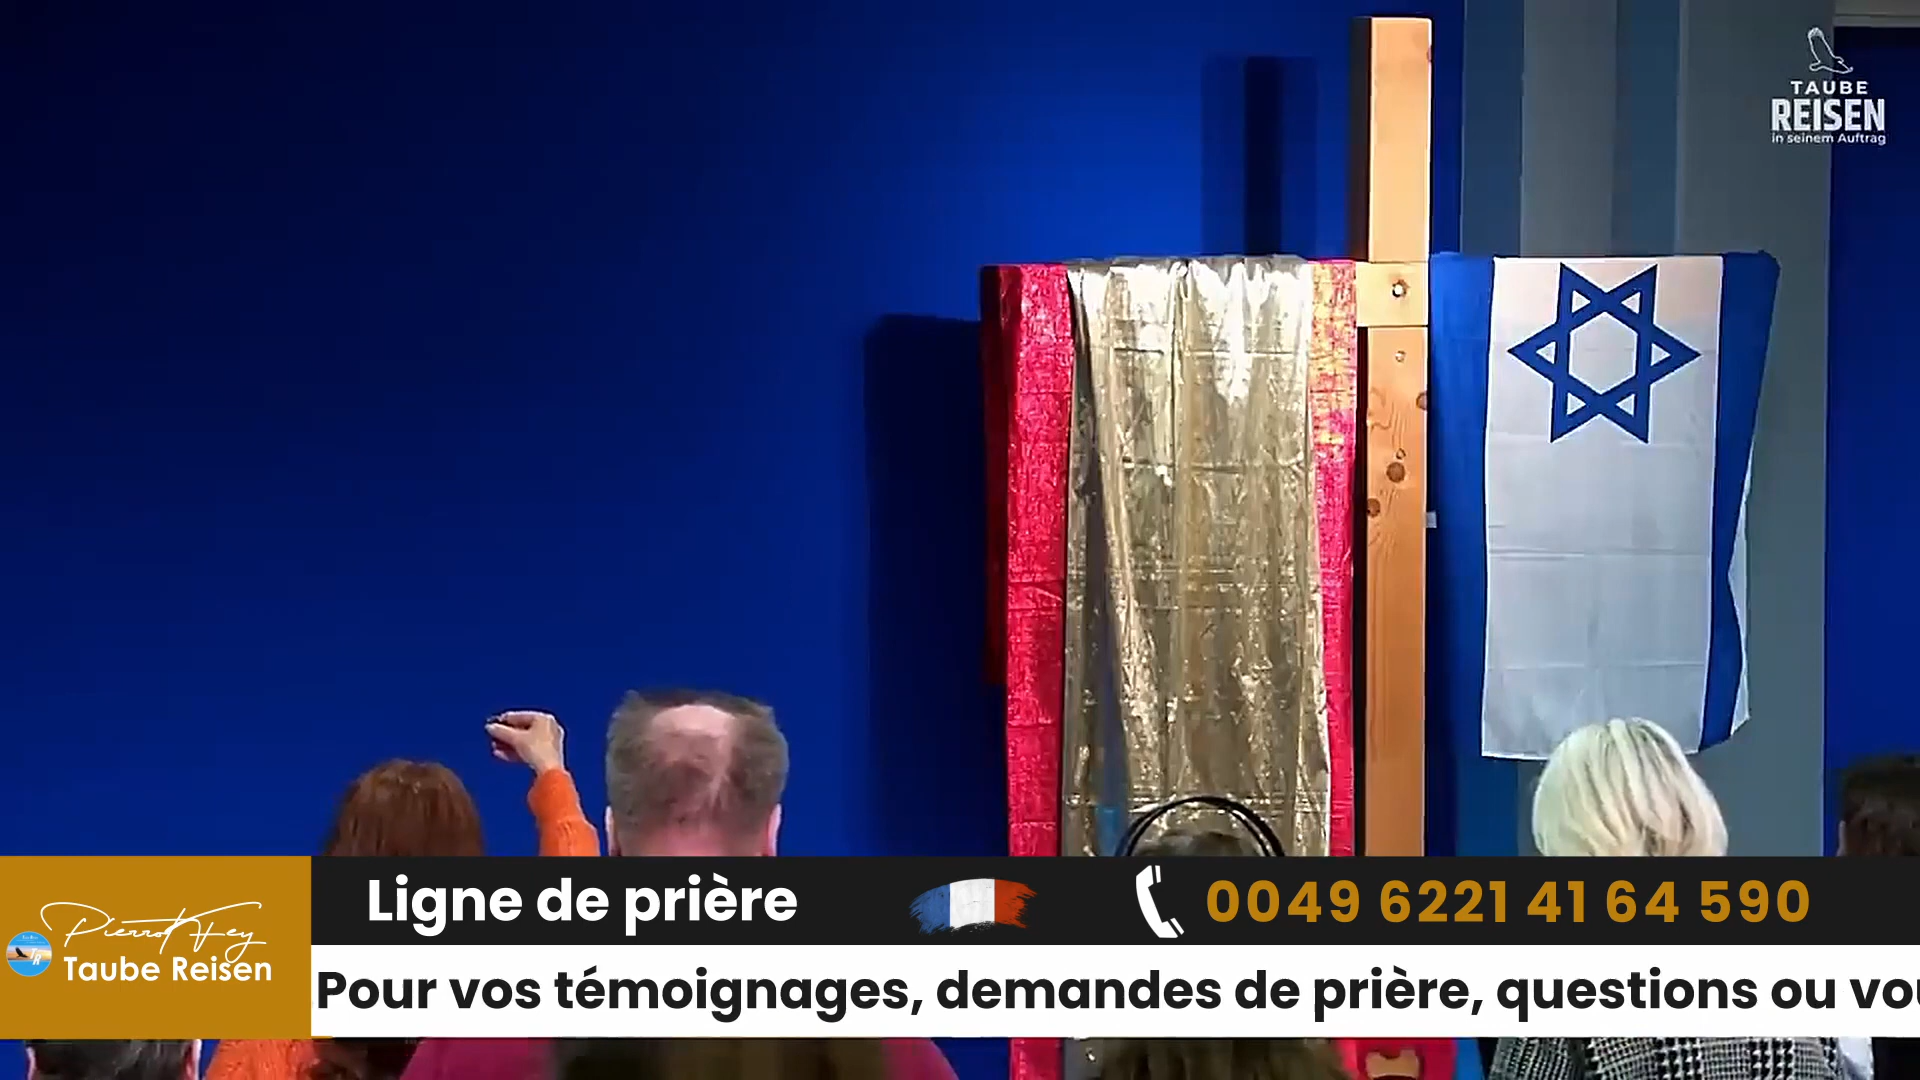 TAUBE
REISEN
in seinem Auftrag
Ligne de prière
0049 6221 41 64 590
Pierrot Fey
Taube Reisen
Pour vos témoignages, demandes de prière, questions ou vou